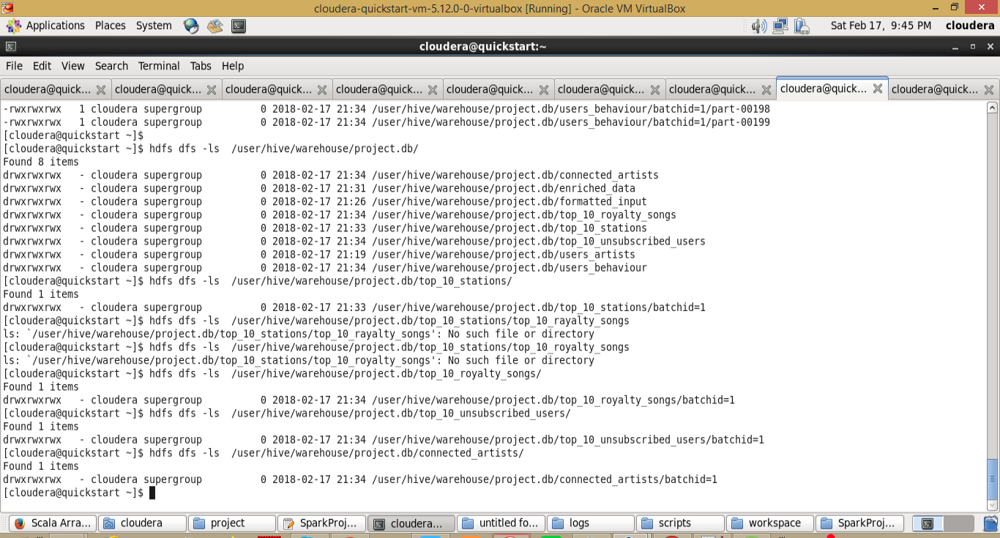 cloudera-quickstart-vm-5.12.0-0-virtualbox [Running] - Oracle VM VirtualBox
Applications Places System Sat Feb 17, 9:45 PM cloudera
cloudera@quickstart:~
File Edit View Search Terminal Tabs Help
cloudera@quick... cloudera@quick... cloudera@quick... cloudera@quick... cloudera@quick... cloudera@quick... cloudera@quick... cloudera@quick... cloudera@quick...
-rwxrwxrwx   1 cloudera supergroup          0 2018-02-17 21:34 /user/hive/warehouse/project.db/users_behaviour/batchid=1/part-00198
-rwxrwxrwx   1 cloudera supergroup          0 2018-02-17 21:34 /user/hive/warehouse/project.db/users_behaviour/batchid=1/part-00199
[cloudera@quickstart ~]$
[cloudera@quickstart ~]$ hdfs dfs -ls  /user/hive/warehouse/project.db/
Found 8 items
drwxrwxrwx   - cloudera supergroup          0 2018-02-17 21:34 /user/hive/warehouse/project.db/connected_artists
drwxrwxrwx   - cloudera supergroup          0 2018-02-17 21:31 /user/hive/warehouse/project.db/enriched_data
drwxrwxrwx   - cloudera supergroup          0 2018-02-17 21:26 /user/hive/warehouse/project.db/formatted_input
drwxrwxrwx   - cloudera supergroup          0 2018-02-17 21:34 /user/hive/warehouse/project.db/top_10_royalty_songs
drwxrwxrwx   - cloudera supergroup          0 2018-02-17 21:33 /user/hive/warehouse/project.db/top_10_stations
drwxrwxrwx   - cloudera supergroup          0 2018-02-17 21:34 /user/hive/warehouse/project.db/top_10_unsubscribed_users
drwxrwxrwx   - cloudera supergroup          0 2018-02-17 21:19 /user/hive/warehouse/project.db/users_artists
drwxrwxrwx   - cloudera supergroup          0 2018-02-17 21:34 /user/hive/warehouse/project.db/users_behaviour
[cloudera@quickstart ~]$ hdfs dfs -ls  /user/hive/warehouse/project.db/top_10_stations/
Found 1 items
drwxrwxrwx   - cloudera supergroup          0 2018-02-17 21:33 /user/hive/warehouse/project.db/top_10_stations/batchid=1
[cloudera@quickstart ~]$ hdfs dfs -ls  /user/hive/warehouse/project.db/top_10_stations/top_10_rayalty_songs
ls: `/user/hive/warehouse/project.db/top_10_stations/top_10_rayalty_songs': No such file or directory
[cloudera@quickstart ~]$ hdfs dfs -ls  /user/hive/warehouse/project.db/top_10_stations/top_10_royalty_songs
ls: `/user/hive/warehouse/project.db/top_10_stations/top_10_royalty_songs': No such file or directory
[cloudera@quickstart ~]$ hdfs dfs -ls  /user/hive/warehouse/project.db/top_10_royalty_songs/
Found 1 items
drwxrwxrwx   - cloudera supergroup          0 2018-02-17 21:34 /user/hive/warehouse/project.db/top_10_royalty_songs/batchid=1
[cloudera@quickstart ~]$ hdfs dfs -ls  /user/hive/warehouse/project.db/top_10_unsubscribed_users/
Found 1 items
drwxrwxrwx   - cloudera supergroup          0 2018-02-17 21:34 /user/hive/warehouse/project.db/top_10_unsubscribed_users/batchid=1
[cloudera@quickstart ~]$ hdfs dfs -ls  /user/hive/warehouse/project.db/connected_artists/
Found 1 items
drwxrwxrwx   - cloudera supergroup          0 2018-02-17 21:34 /user/hive/warehouse/project.db/connected_artists/batchid=1
[cloudera@quickstart ~]$
Scala Arra... cloudera project SparkProj... cloudera... untitled fo... logs scripts workspace SparkProj...